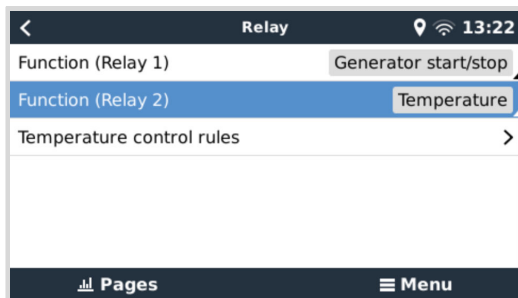 Relay 13:22
Function (Relay 1) Generator start/stop
Function (Relay 2) Temperature
Temperature control rules
Pages Menu